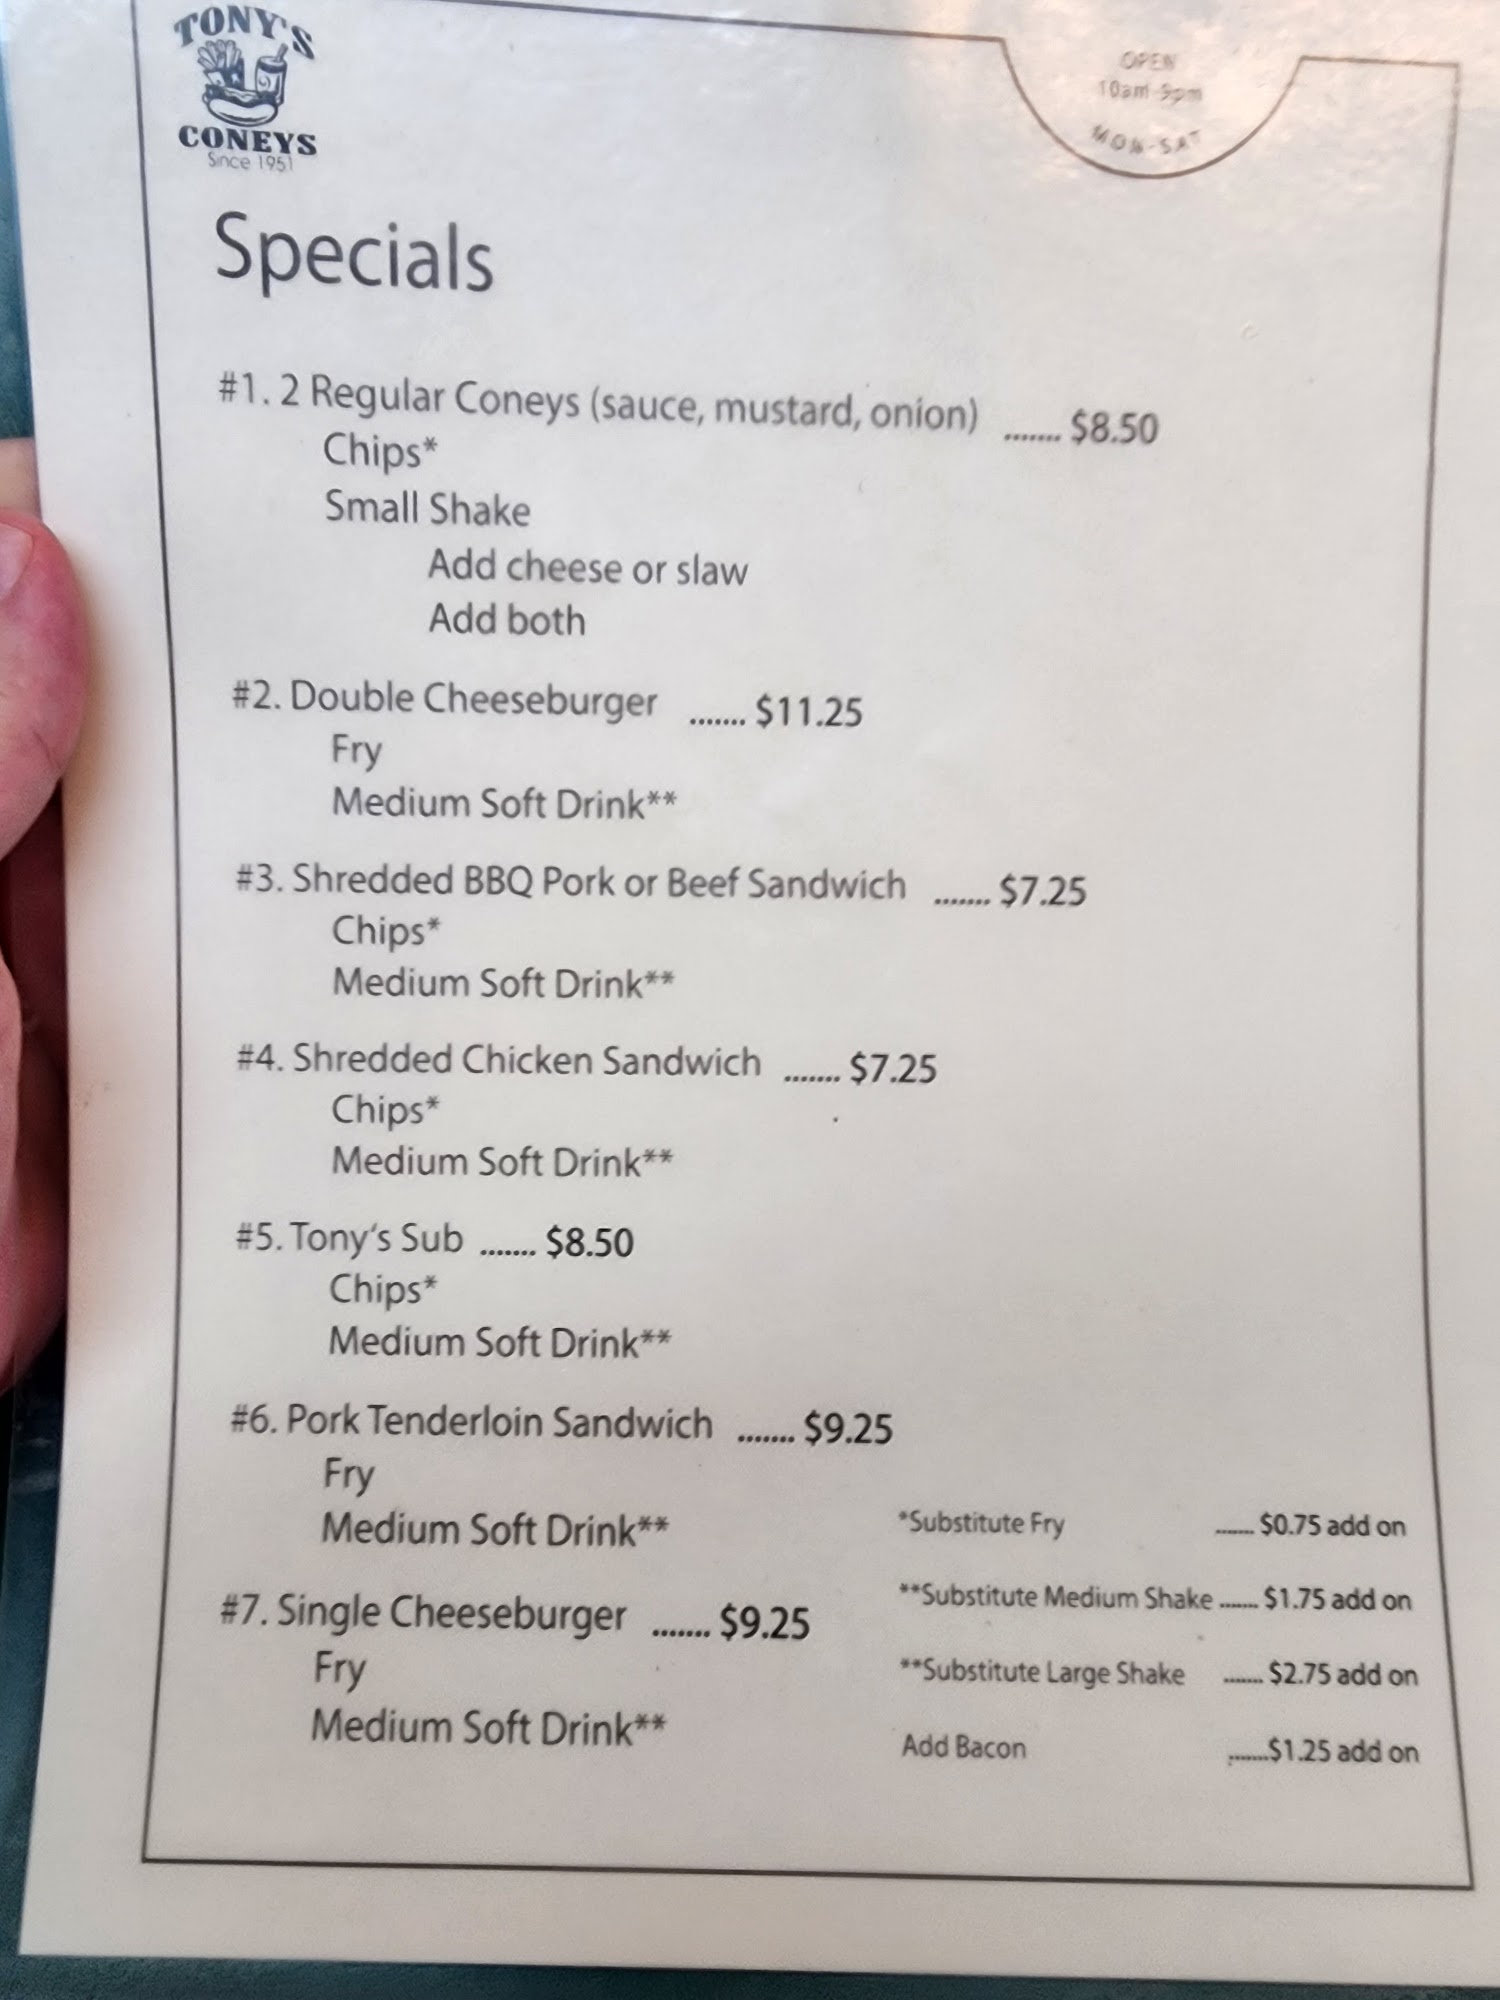 TONY'S
CONEYS
Since 1951
OPEN
10am-9pm
MON-SAT
Specials
#1. 2 Regular Coneys (sauce, mustard, onion) ....... $8.50
Chips*
Small Shake
Add cheese or slaw
Add both
#2. Double Cheeseburger ....... $11.25
Fry
Medium Soft Drink**
#3. Shredded BBQ Pork or Beef Sandwich ....... $7.25
Chips*
Medium Soft Drink**
#4. Shredded Chicken Sandwich ....... $7.25
Chips*
Medium Soft Drink**
#5. Tony's Sub ....... $8.50
Chips*
Medium Soft Drink**
#6. Pork Tenderloin Sandwich ....... $9.25
Fry
Medium Soft Drink**
#7. Single Cheeseburger ....... $9.25
Fry
Medium Soft Drink**
*Substitute Fry ....... $0.75 add on
**Substitute Medium Shake ....... $1.75 add on
**Substitute Large Shake ....... $2.75 add on
Add Bacon .......$1.25 add on